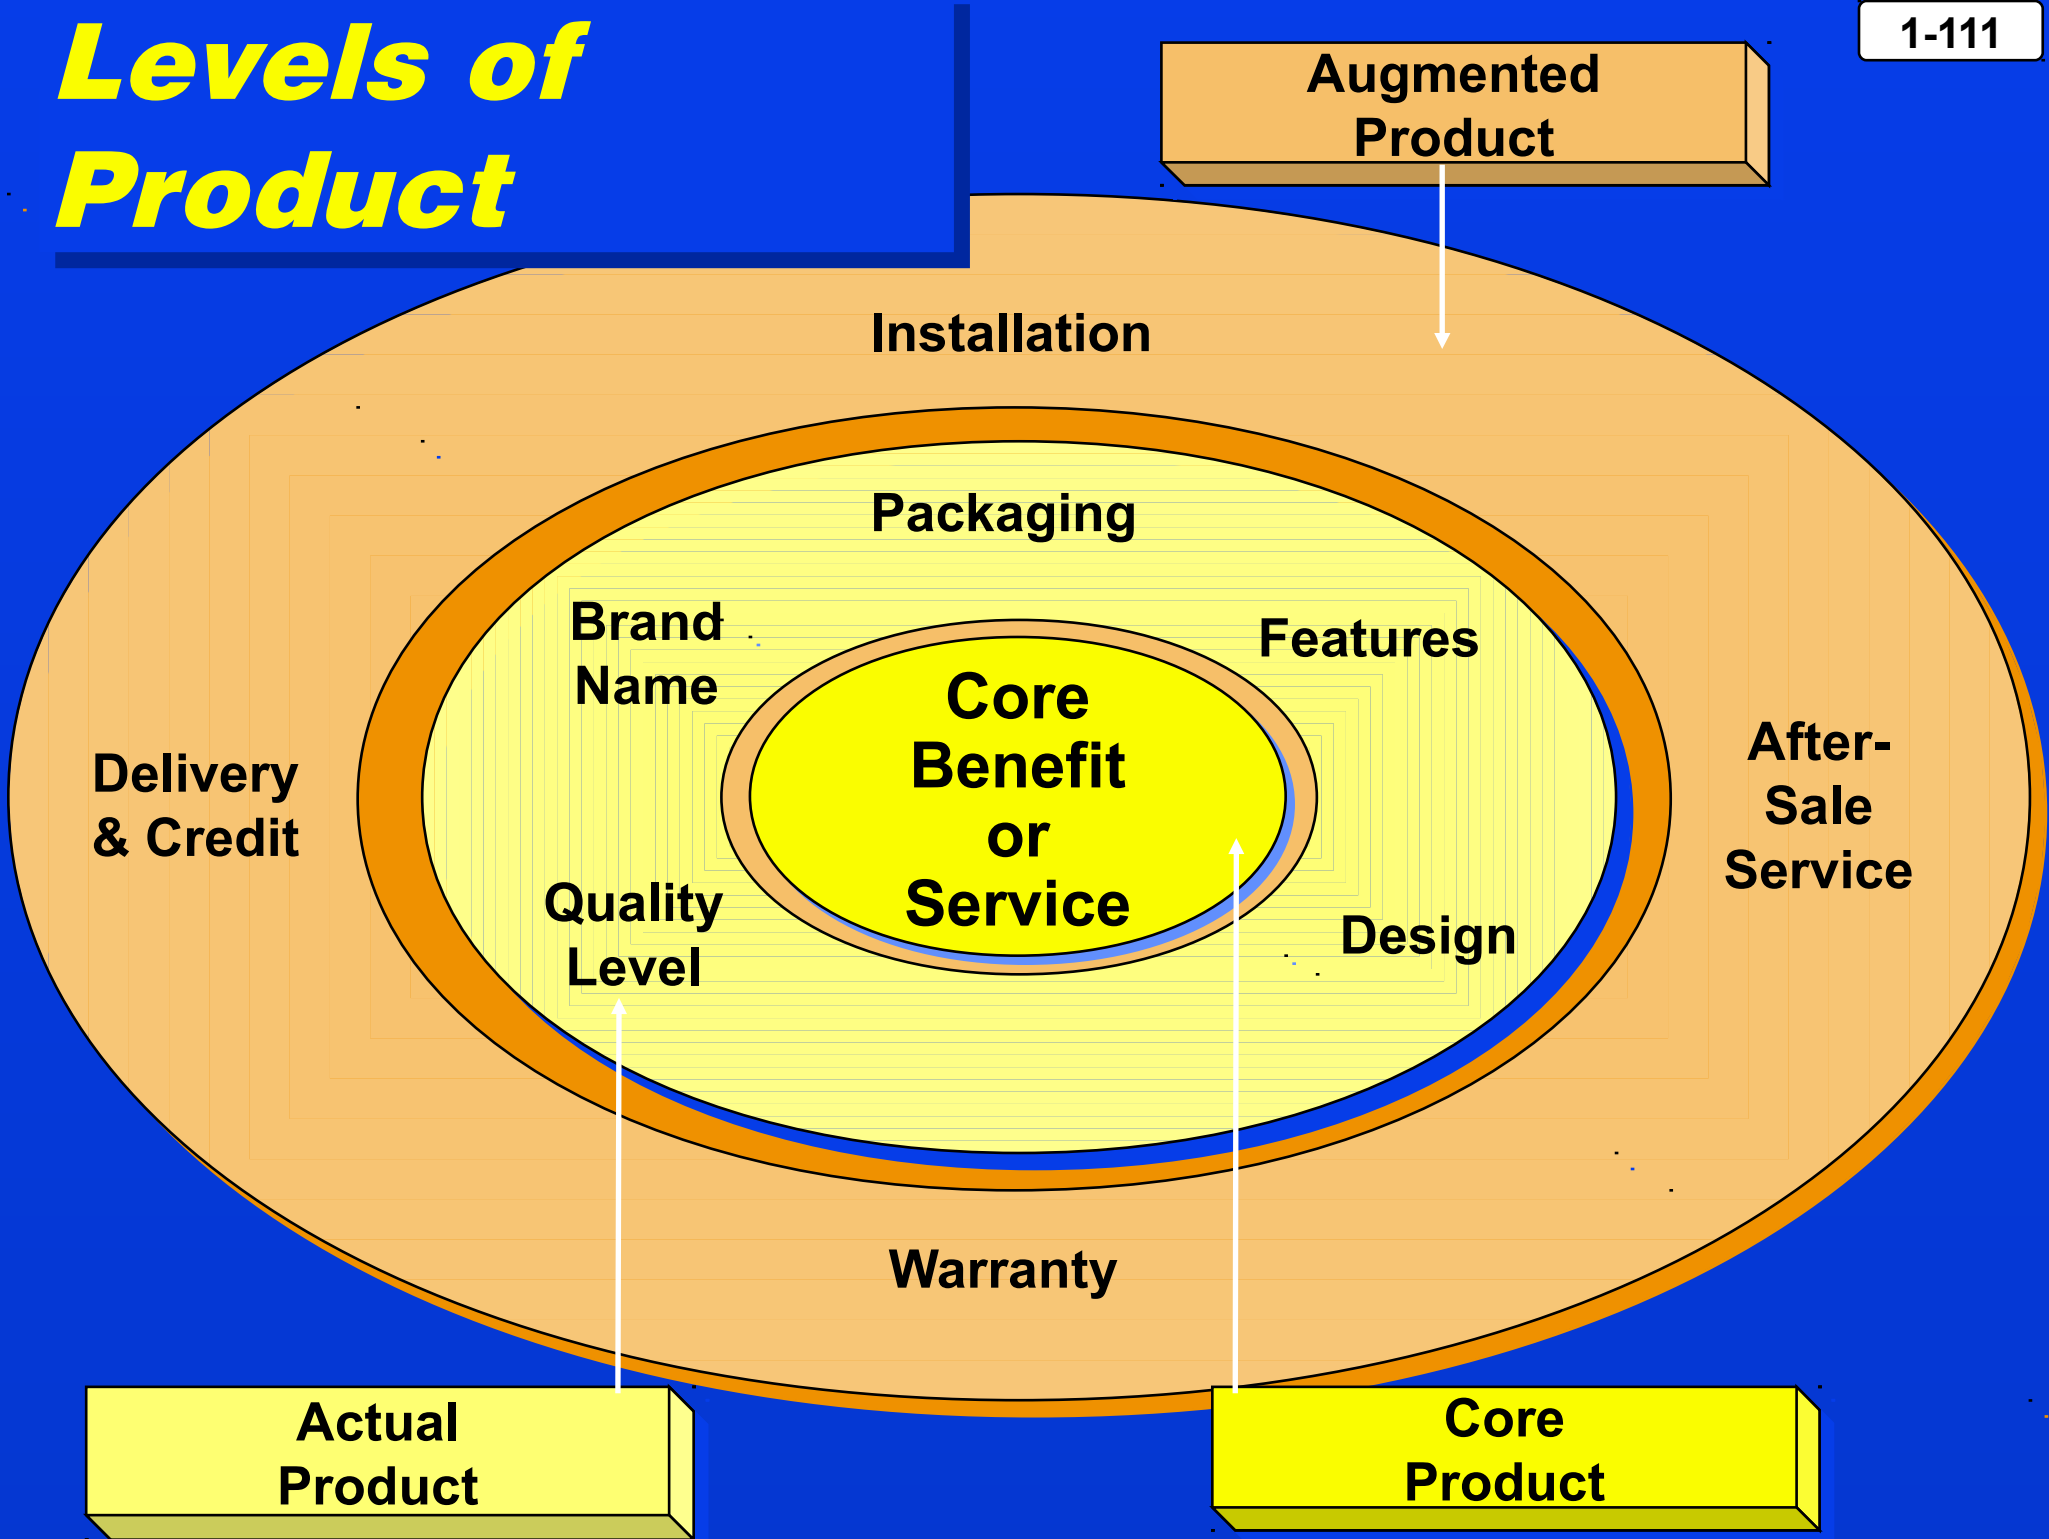 Levels of
Product
1-111
Augmented
Product
Installation
Packaging
Brand
Name
Features
Core
Benefit
or
Service
Delivery
& Credit
After-
Sale
Service
Quality
Level
Design
Warranty
Actual
Product
Core
Product